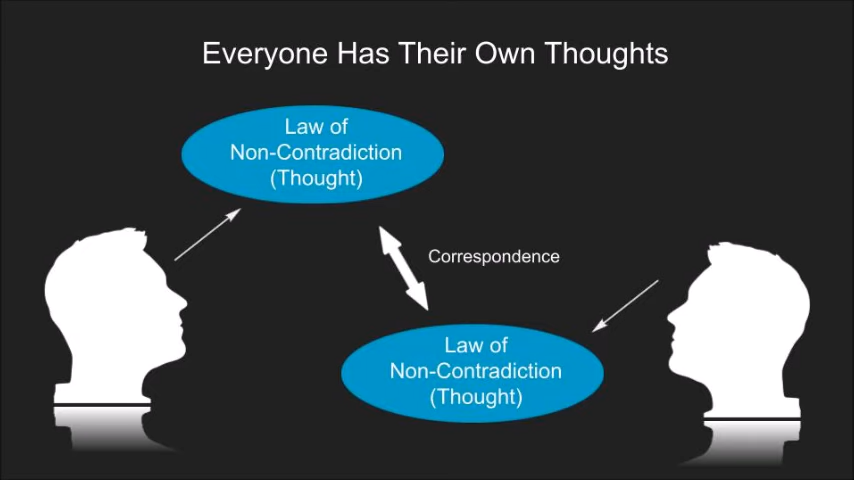 Everyone Has Their Own Thoughts
Law of
Non-Contradiction
(Thought)
Correspondence
Law of
Non-Contradiction
(Thought)